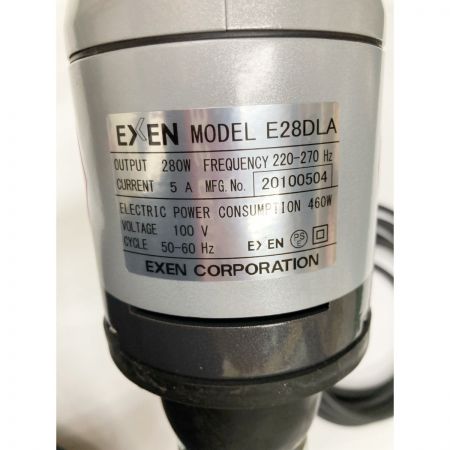 EXEN MODEL E28DLA
OUTPUT 280W FREQUENCY 220-270 Hz
CURRENT 5 A MFG. No. 20100504
ELECTRIC POWER CONSUMPTION 460W
VOLTAGE 100 V
CYCLE 50-60 Hz EXEN PS E
EXEN CORPORATION